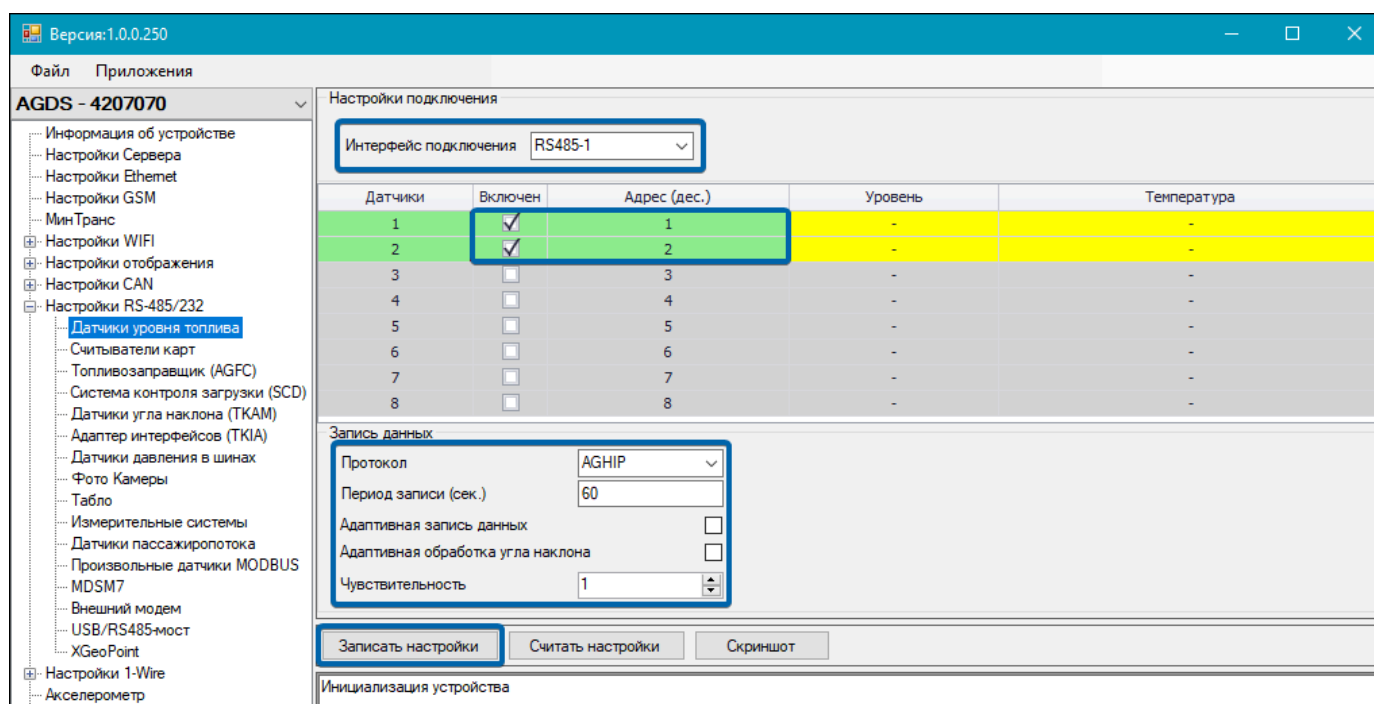 Версия:1.0.0.250
Файл Приложения
AGDS - 4207070
Информация об устройстве
Настройки Сервера
Настройки Ethernet
Настройки GSM
МинТранс
Настройки WIFI
Настройки отображения
Настройки CAN
Настройки RS-485/232
Датчики уровня топлива
Считыватели карт
Топливозаправщик (AGFC)
Система контроля загрузки (SCD)
Датчики угла наклона (TKAM)
Адаптер интерфейсов (TKIA)
Датчики давления в шинах
Фото Камеры
Табло
Измерительные системы
Датчики пассажиропотока
Произвольные датчики MODBUS
MDSM7
Внешний модем
USB/RS485-мост
XGeoPoint
Настройки 1-Wire
Акселерометр
Настройки подключения
Интерфейс подключения RS485-1
Датчики Включен Адрес (дес.) Уровень Температура
1 1 - -
2 2 - -
3 3 - -
4 4 - -
5 5 - -
6 6 - -
7 7 - -
8 8 - -
Запись данных
Протокол AGHIP
Период записи (сек.) 60
Адаптивная запись данных
Адаптивная обработка угла наклона
Чувствительность 1
Записать настройки Считать настройки Скриншот
Инициализация устройства